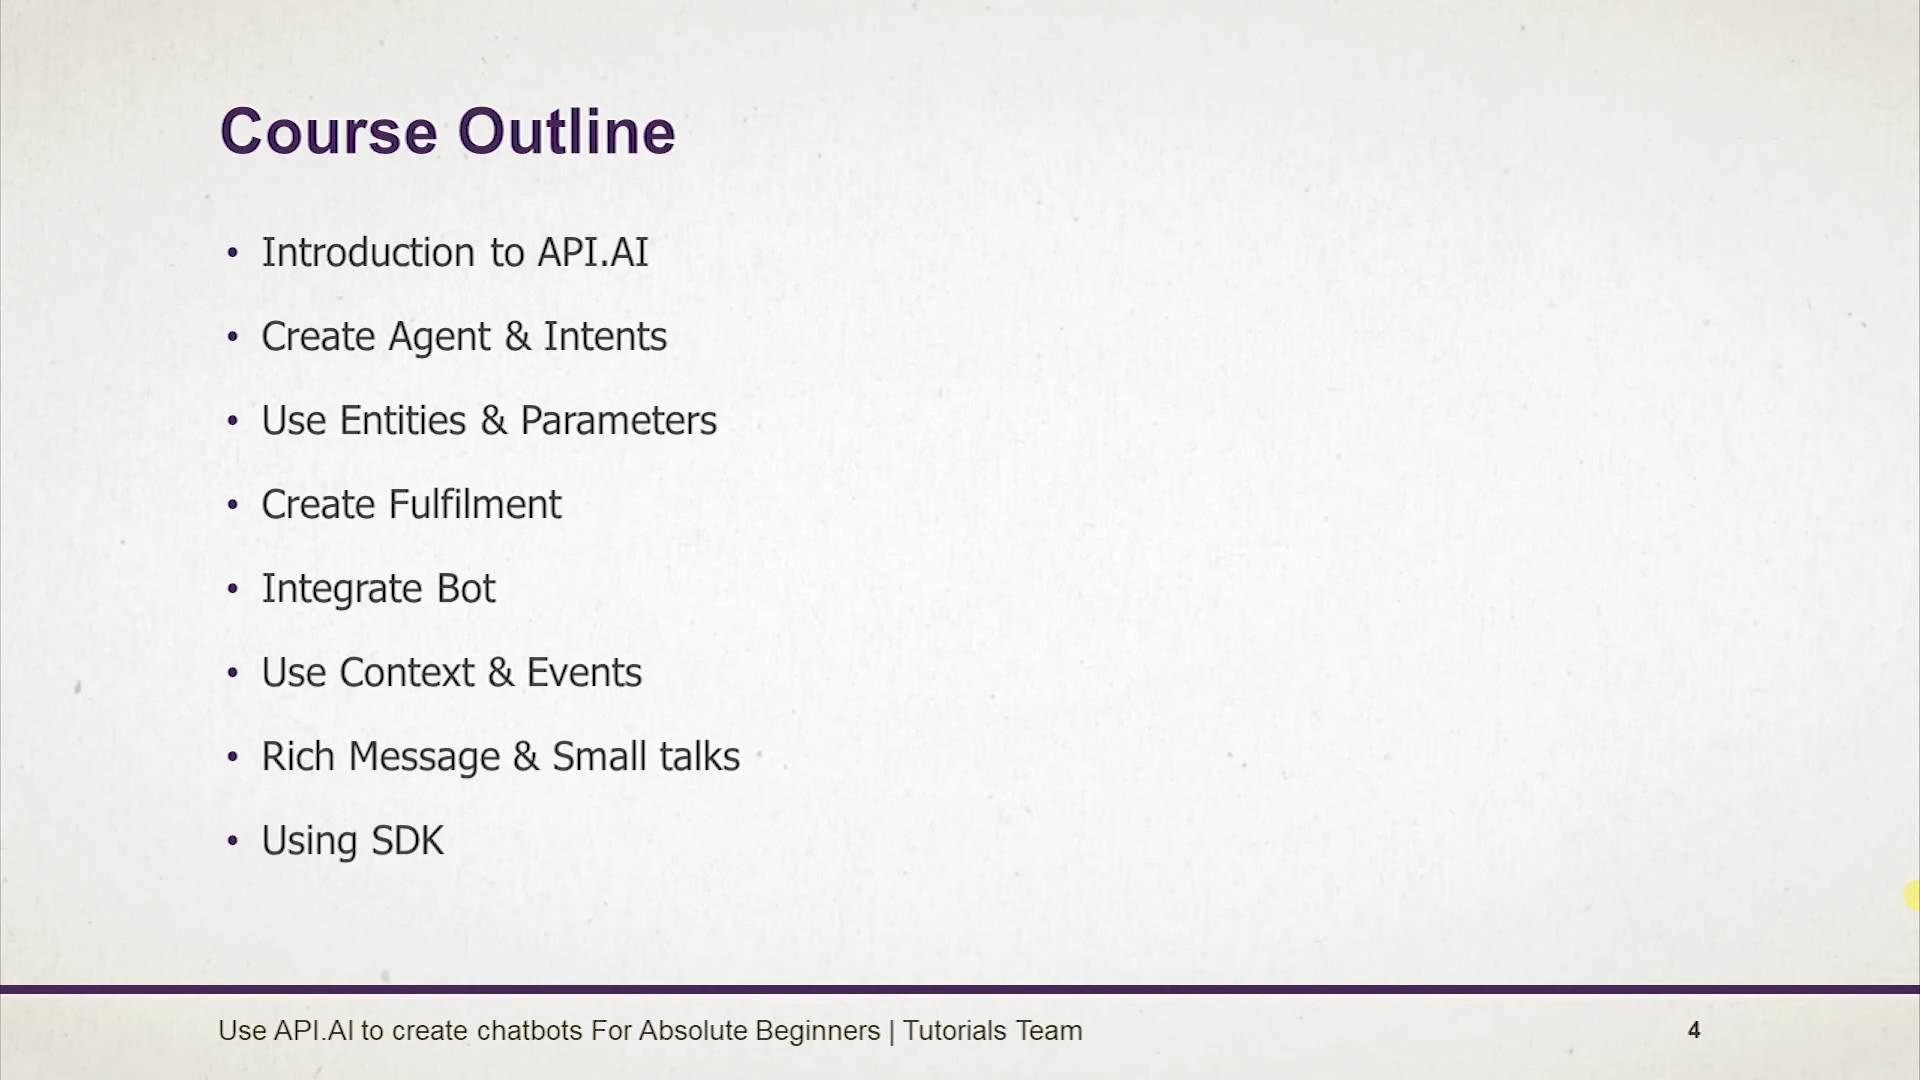 Course Outline
• Introduction to API.AI
• Create Agent & Intents
• Use Entities & Parameters
• Create Fulfilment
• Integrate Bot
• Use Context & Events
• Rich Message & Small talks
• Using SDK
Use API.AI to create chatbots For Absolute Beginners | Tutorials Team
4